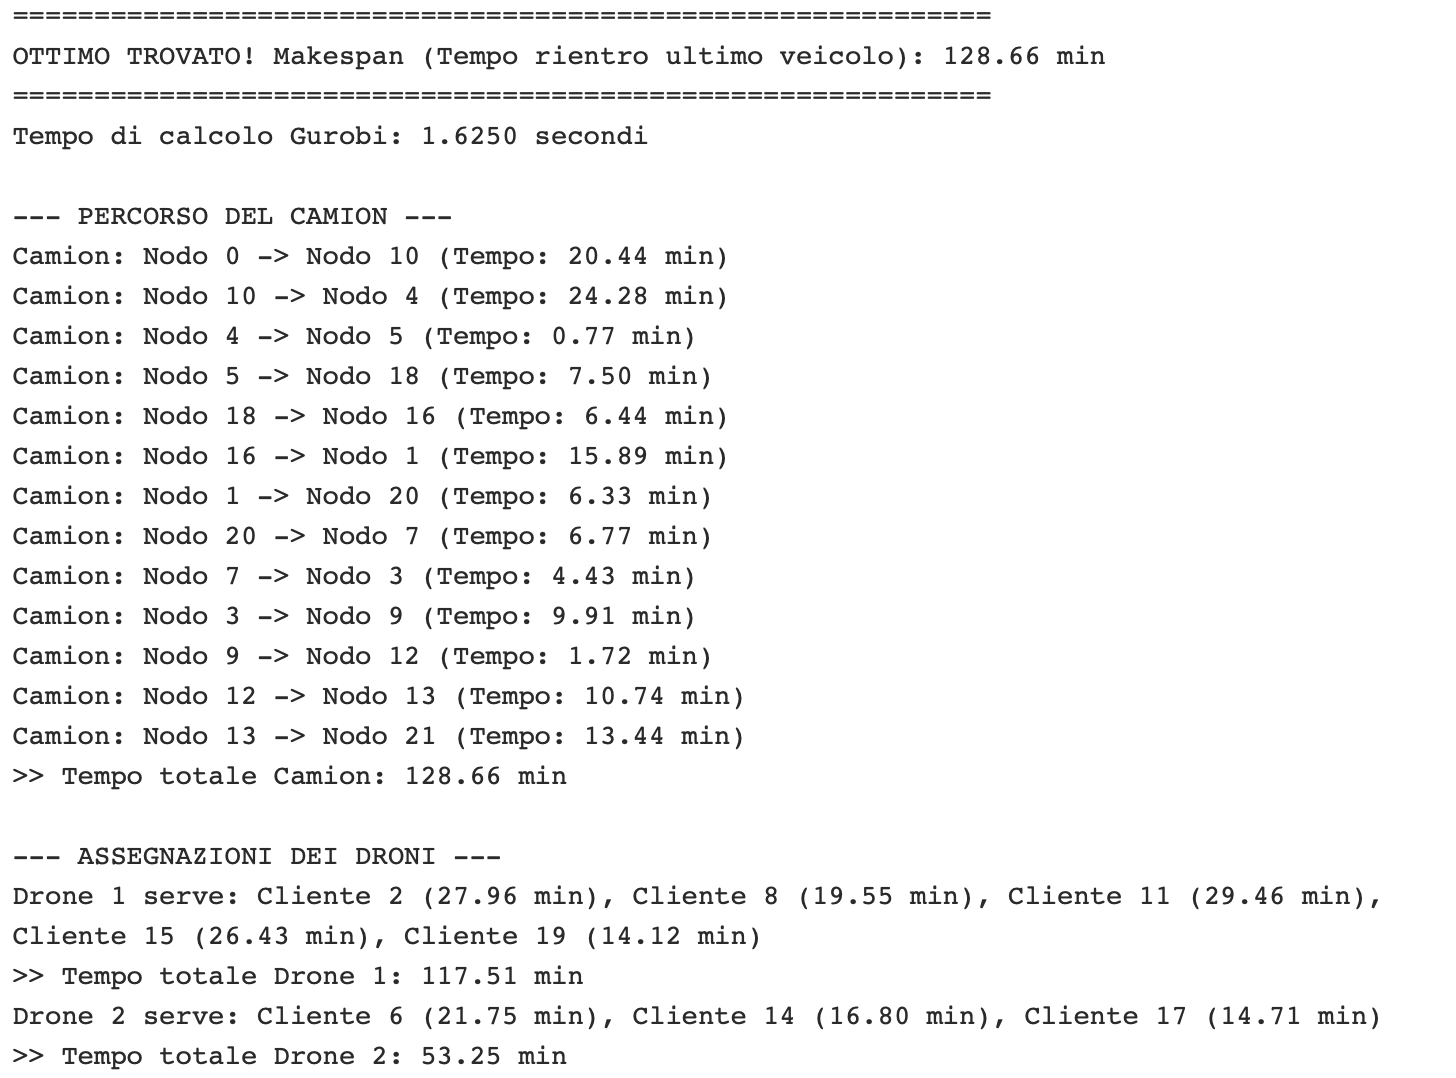 ============================================================
OTTIMO TROVATO! Makespan (Tempo rientro ultimo veicolo): 128.66 min
============================================================
Tempo di calcolo Gurobi: 1.6250 secondi
--- PERCORSO DEL CAMION ---
Camion: Nodo 0 -> Nodo 10 (Tempo: 20.44 min)
Camion: Nodo 10 -> Nodo 4 (Tempo: 24.28 min)
Camion: Nodo 4 -> Nodo 5 (Tempo: 0.77 min)
Camion: Nodo 5 -> Nodo 18 (Tempo: 7.50 min)
Camion: Nodo 18 -> Nodo 16 (Tempo: 6.44 min)
Camion: Nodo 16 -> Nodo 1 (Tempo: 15.89 min)
Camion: Nodo 1 -> Nodo 20 (Tempo: 6.33 min)
Camion: Nodo 20 -> Nodo 7 (Tempo: 6.77 min)
Camion: Nodo 7 -> Nodo 3 (Tempo: 4.43 min)
Camion: Nodo 3 -> Nodo 9 (Tempo: 9.91 min)
Camion: Nodo 9 -> Nodo 12 (Tempo: 1.72 min)
Camion: Nodo 12 -> Nodo 13 (Tempo: 10.74 min)
Camion: Nodo 13 -> Nodo 21 (Tempo: 13.44 min)
>> Tempo totale Camion: 128.66 min
--- ASSEGNAZIONI DEI DRONI ---
Drone 1 serve: Cliente 2 (27.96 min), Cliente 8 (19.55 min), Cliente 11 (29.46 min),
Cliente 15 (26.43 min), Cliente 19 (14.12 min)
>> Tempo totale Drone 1: 117.51 min
Drone 2 serve: Cliente 6 (21.75 min), Cliente 14 (16.80 min), Cliente 17 (14.71 min)
>> Tempo totale Drone 2: 53.25 min